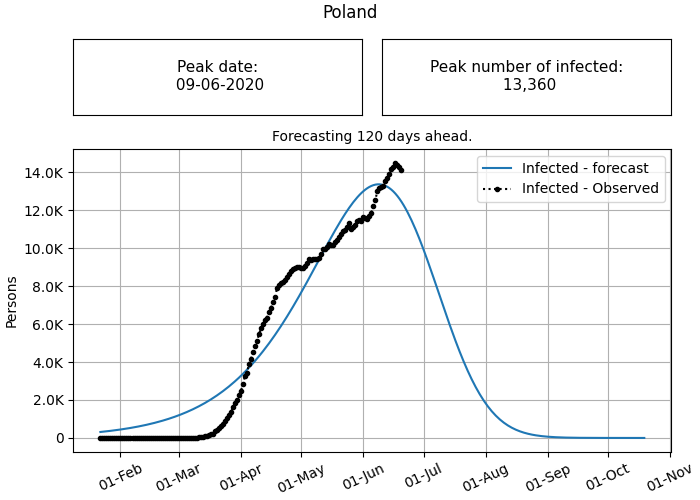 Poland
Peak date:
09-06-2020
Peak number of infected:
13,360
Forecasting 120 days ahead.
Infected - forecast
Infected - Observed
Persons
14.0K
12.0K
10.0K
8.0K
6.0K
4.0K
2.0K
0
01-Feb
01-Mar
01-Apr
01-May
01-Jun
01-Jul
01-Aug
01-Sep
01-Oct
01-Nov